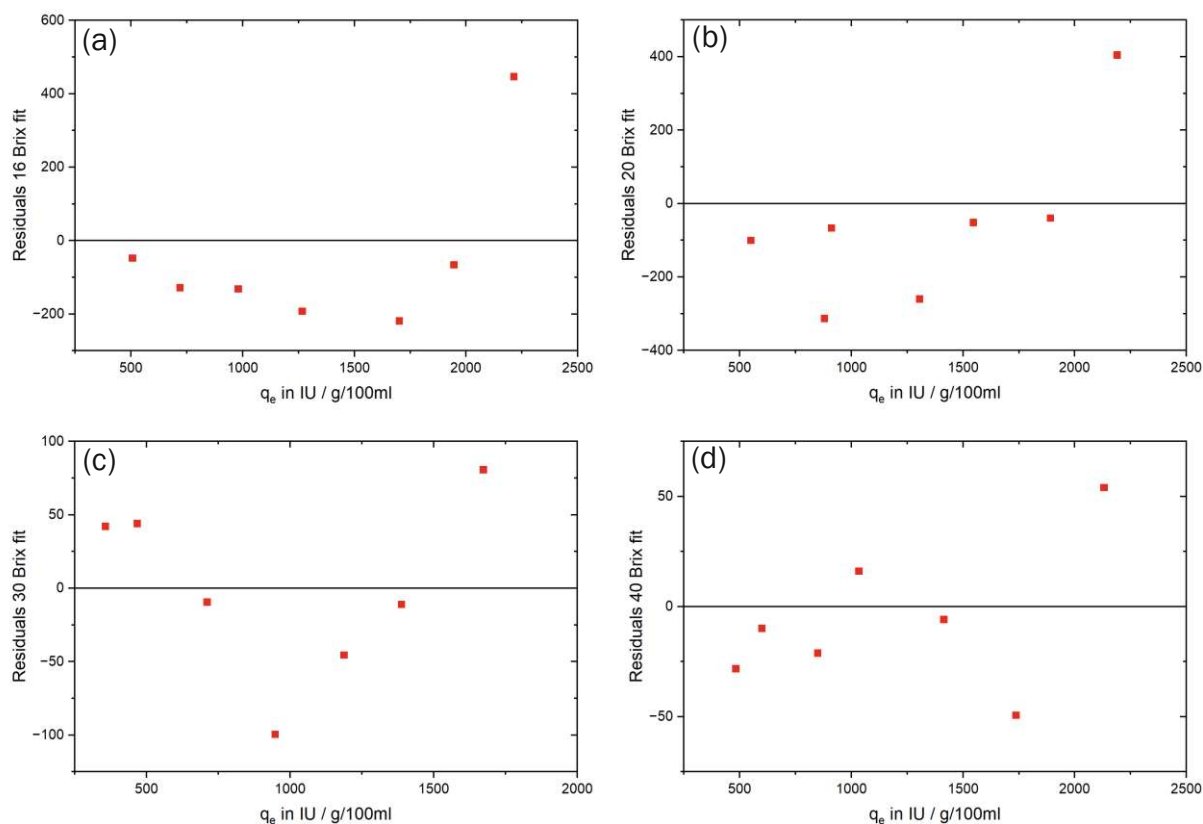 (a)
600
400
200
0
−200
Residuals 16 Brix fit
500 1000 1500 2000 2500
qₑ in IU / g/100ml
(b)
400
200
0
−200
−400
Residuals 20 Brix fit
500 1000 1500 2000 2500
qₑ in IU / g/100ml
(c)
100
50
0
−50
−100
Residuals 30 Brix fit
500 1000 1500 2000
qₑ in IU / g/100ml
(d)
50
0
−50
Residuals 40 Brix fit
500 1000 1500 2000 2500
qₑ in IU / g/100ml